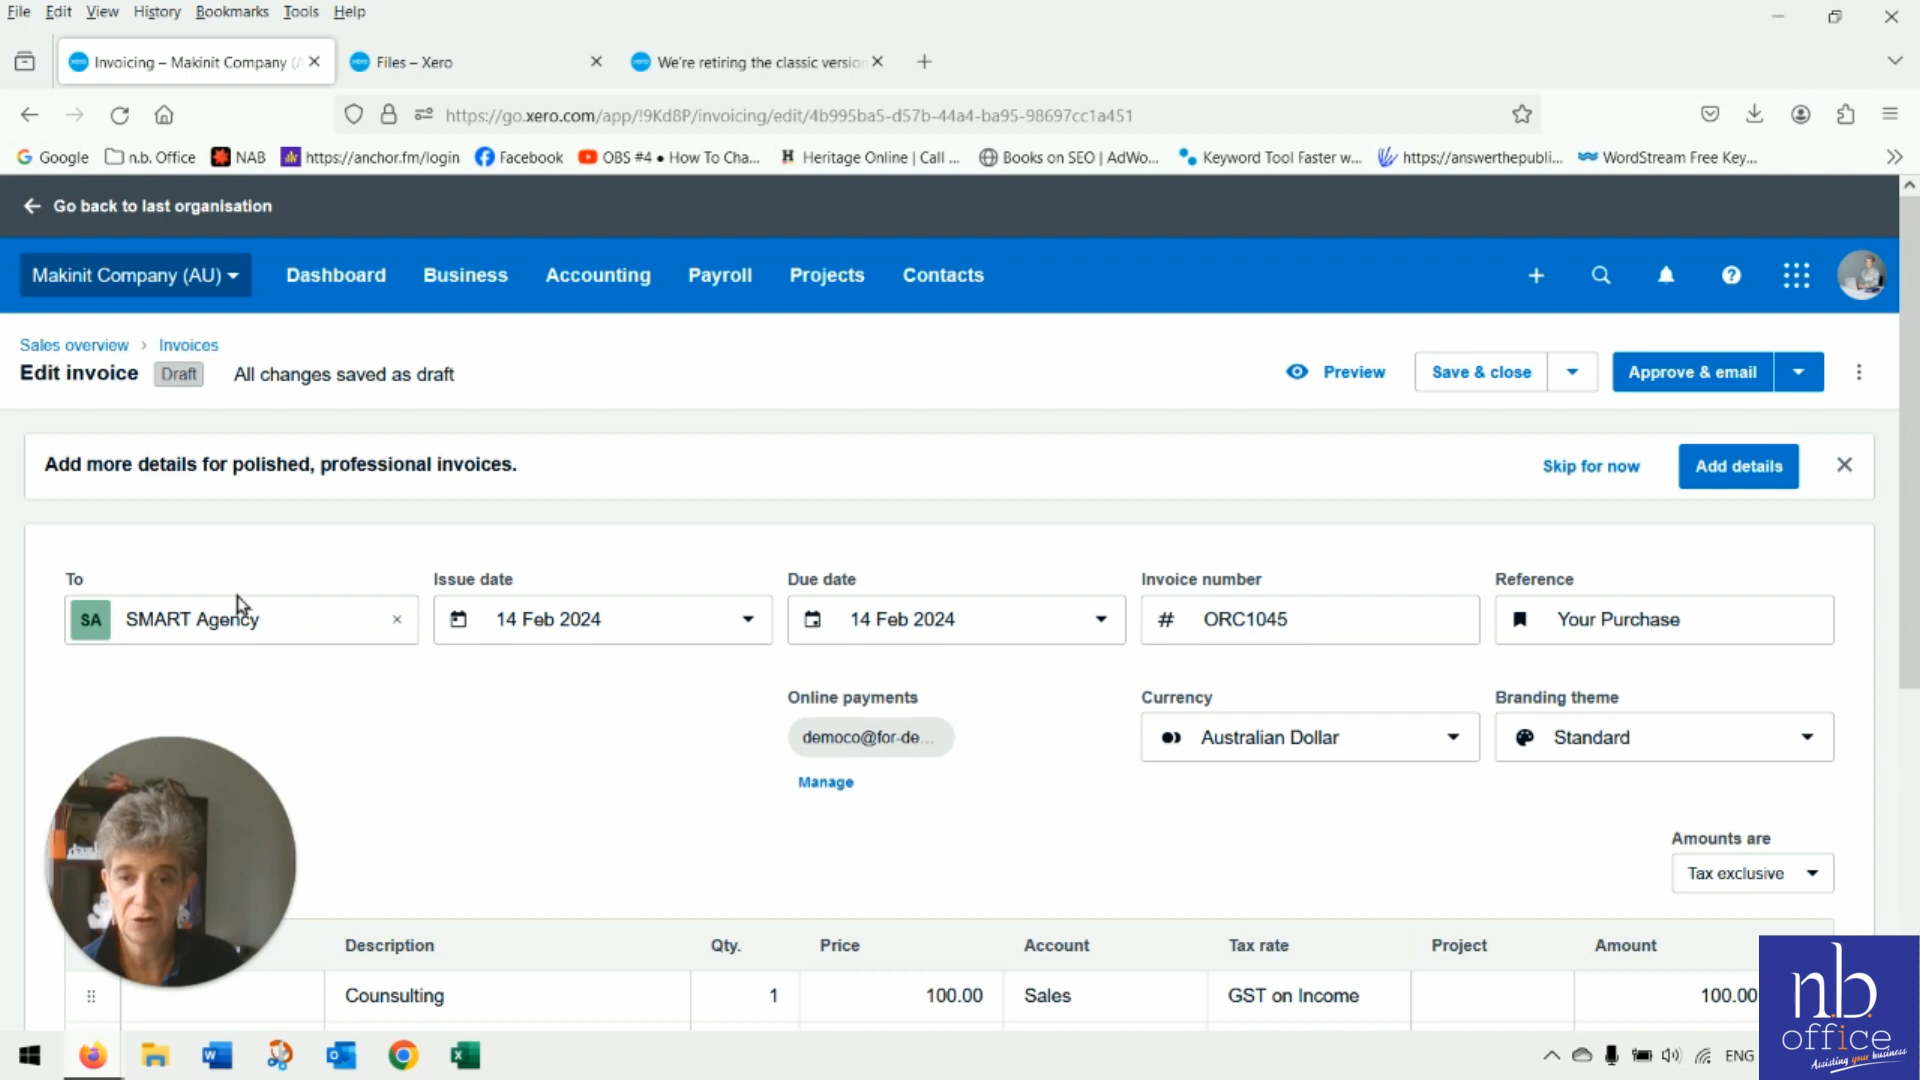 File Edit View History Bookmarks Tools Help
Invoicing – Makinit Company (A
Files – Xero
We're retiring the classic version
https://go.xero.com/app/!9Kd8P/invoicing/edit/4b995ba5-d57b-44a4-ba95-98697cc1a451
Google n.b. Office NAB https://anchor.fm/login Facebook OBS #4 ● How To Cha... Heritage Online | Call ... Books on SEO | AdWo... Keyword Tool Faster w... https://answerthepubli... WordStream Free Key...
Go back to last organisation
Makinit Company (AU) Dashboard Business Accounting Payroll Projects Contacts
Sales overview › Invoices
Edit invoice Draft All changes saved as draft
Preview Save & close Approve & email
Add more details for polished, professional invoices.
Skip for now Add details
To Issue date Due date Invoice number Reference
SA SMART Agency 14 Feb 2024 14 Feb 2024 # ORC1045 Your Purchase
Online payments Currency Branding theme
democo@for-de... Australian Dollar Standard
Manage
Amounts are
Tax exclusive
Description Qty. Price Account Tax rate Project Amount
Counsulting 1 100.00 Sales GST on Income 100.00
ENG
n.b.
office
Assisting your business